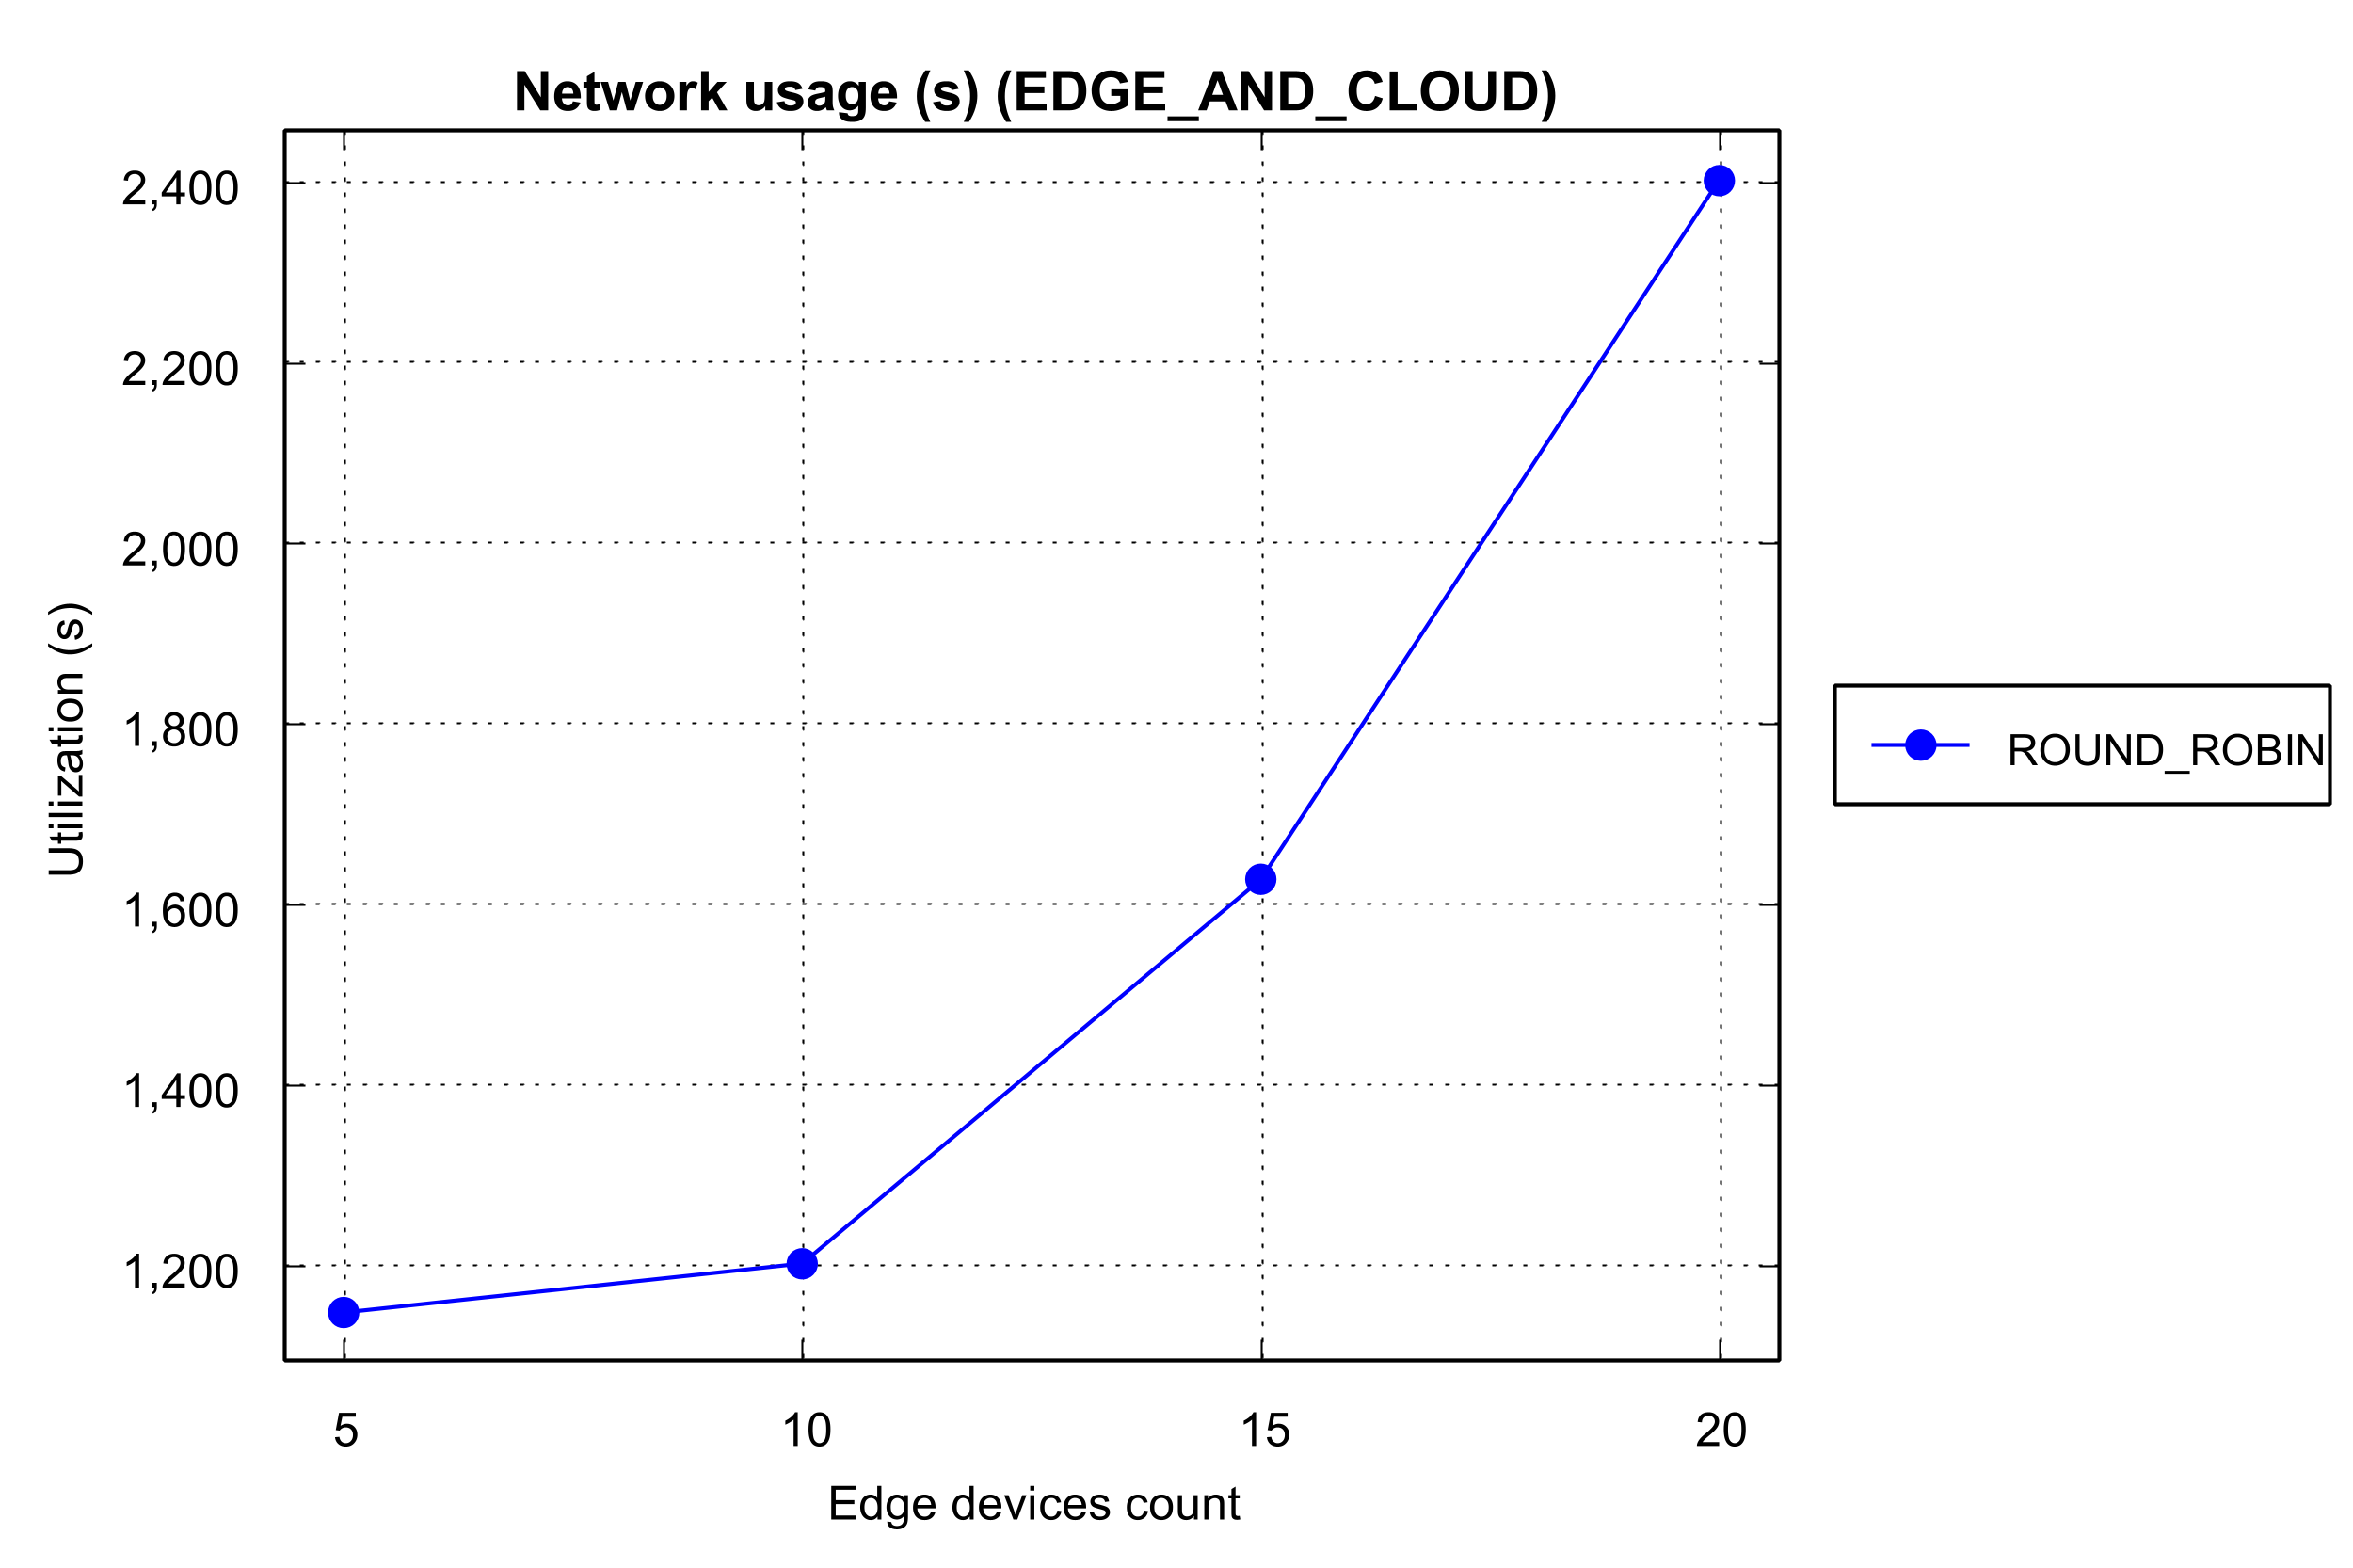 Network usage (s) (EDGE_AND_CLOUD)
2,400
2,200
2,000
1,800
1,600
1,400
1,200
Utilization (s)
5 10 15 20
Edge devices count
ROUND_ROBIN